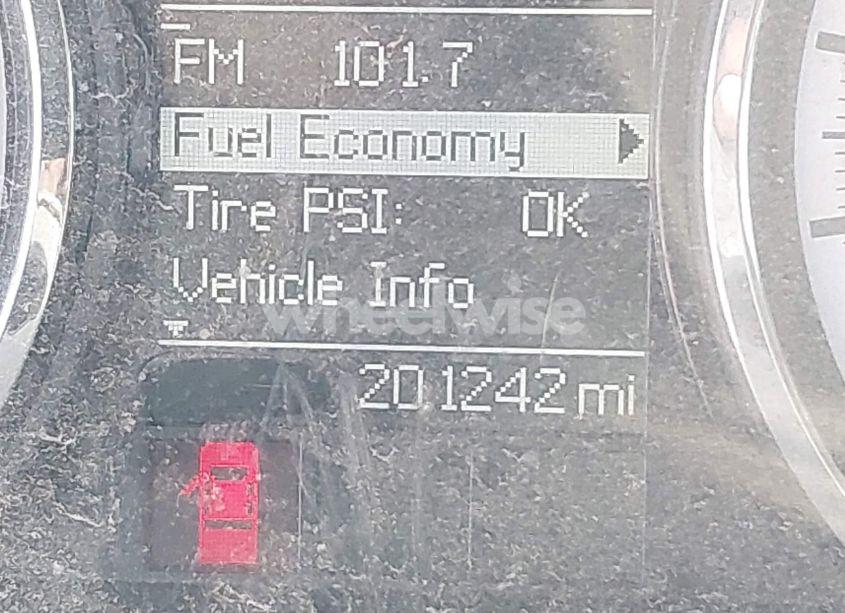 FM 101.7
Fuel Economy
Tire PSI: OK
Vehicle Info
wheelwise
201242 mi